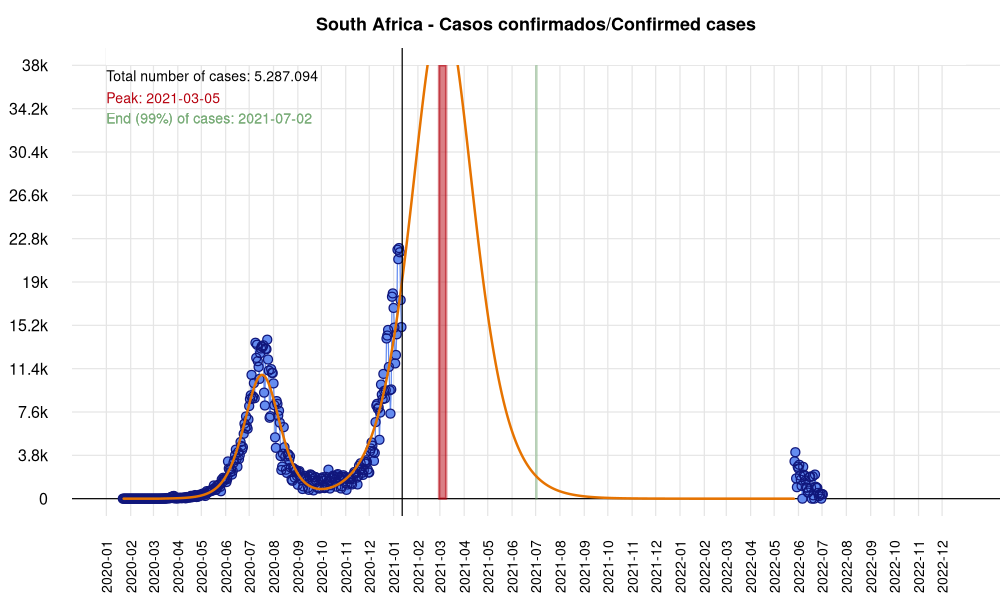 South Africa - Casos confirmados/Confirmed cases
38k
34.2k
30.4k
26.6k
22.8k
19k
15.2k
11.4k
7.6k
3.8k
0
Total number of cases: 5.287.094
Peak: 2021-03-05
End (99%) of cases: 2021-07-02
2020-01
2020-02
2020-03
2020-04
2020-05
2020-06
2020-07
2020-08
2020-09
2020-10
2020-11
2020-12
2021-01
2021-03
2021-04
2021-05
2021-06
2021-07
2021-08
2021-09
2021-10
2021-11
2021-12
2022-01
2022-02
2022-03
2022-04
2022-05
2022-06
2022-07
2022-08
2022-09
2022-10
2022-11
2022-12